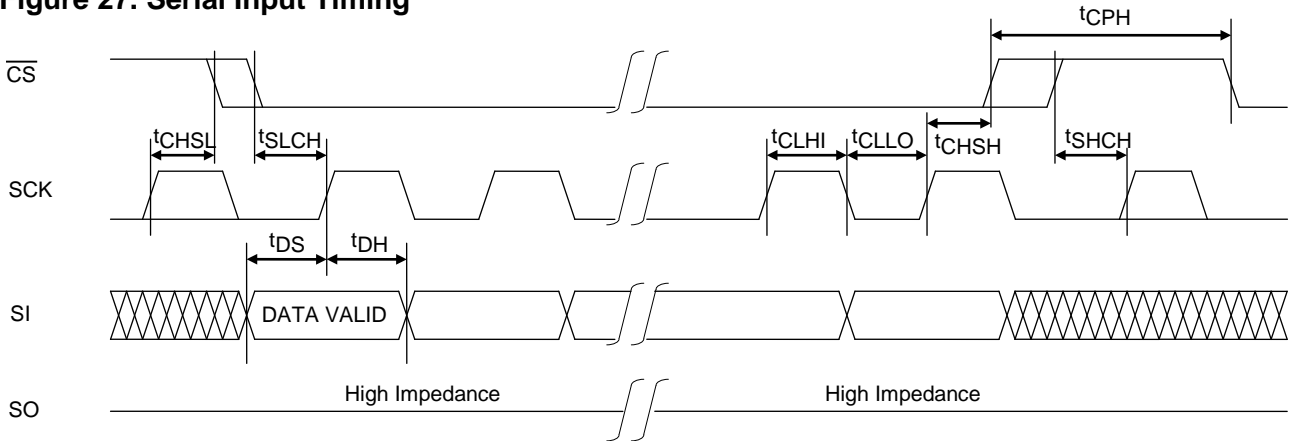 Figure 27. Serial Input Timing
tCPH
CS
tCHSL
tSLCH
tCLHI
tCLLO
tCHSH
tSHCH
SCK
tDS
tDH
SI
DATA VALID
High Impedance
High Impedance
SO